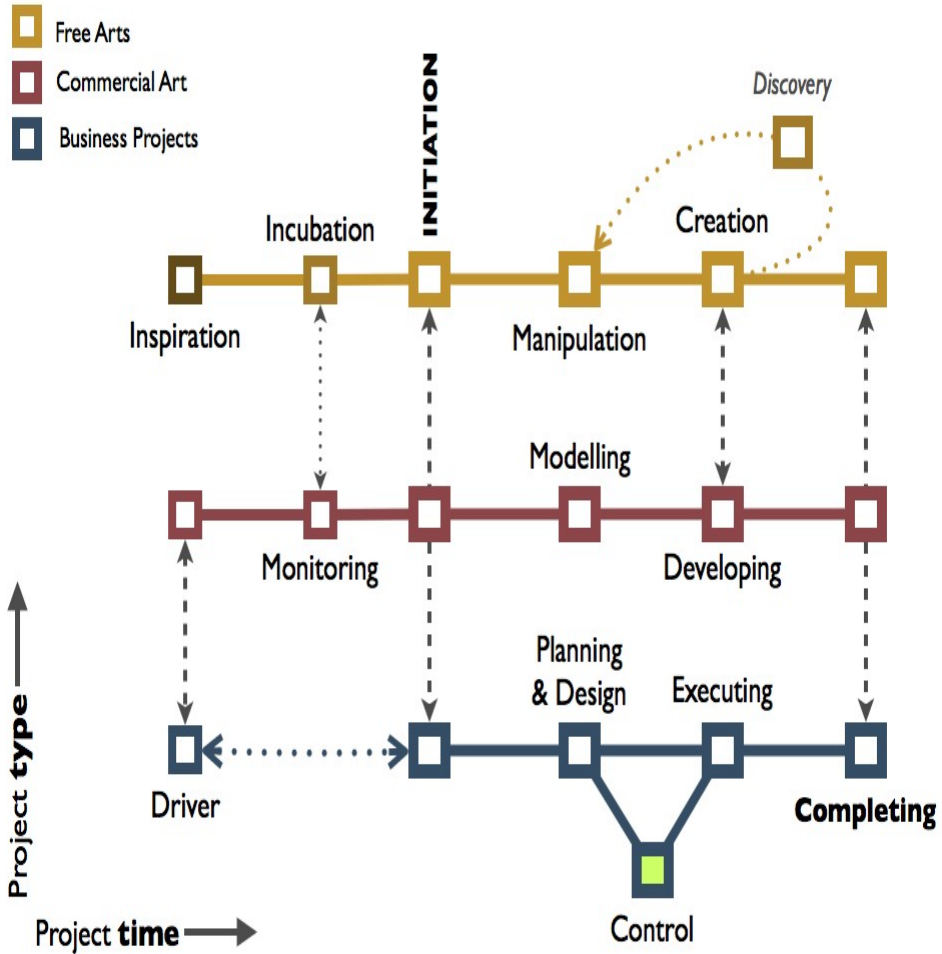 Free Arts
Commercial Art
Business Projects
INITIATION
Discovery
Incubation
Creation
Inspiration
Manipulation
Modelling
Monitoring
Developing
Planning
& Design
Executing
Driver
Completing
Control
Project type
Project time